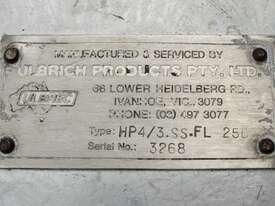 MANUFACTURED & SERVICED BY
ULBRICH PRODUCTS PTY. LTD.
66 LOWER HEIDELBERG RD.,
IVANHOE, VIC., 3079
PHONE: (03) 497 3077
Type: HP4/3.SS.FL 250
Serial No.: 3268